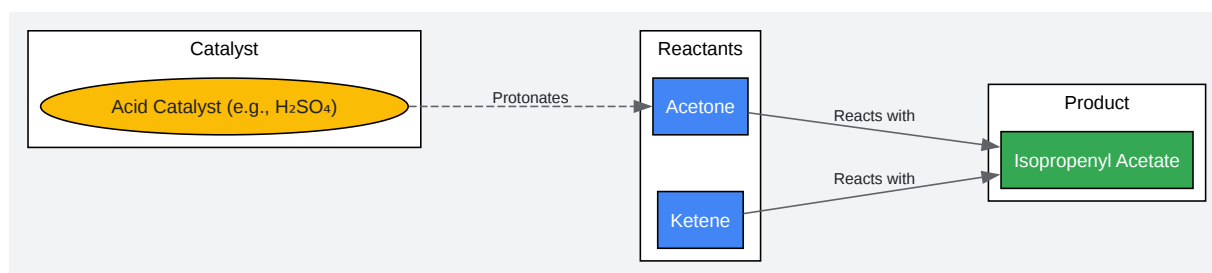 Catalyst
Acid Catalyst (e.g., H₂SO₄)
Protonates
Reactants
Acetone
Ketene
Reacts with
Reacts with
Product
Isopropenyl Acetate